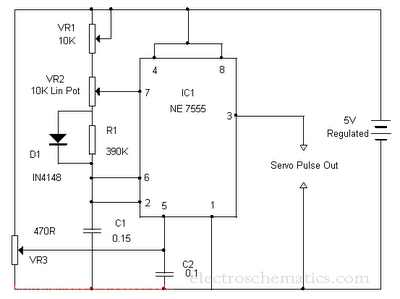 VR1
10K
VR2
10K Lin Pot
4
8
IC1
NE 7555
7
3
R1
390K
D1
IN4148
6
2
5
1
C1
0.15
C2
0.1
470R
VR3
5V
Regulated
Servo Pulse Out
electroschematics.com